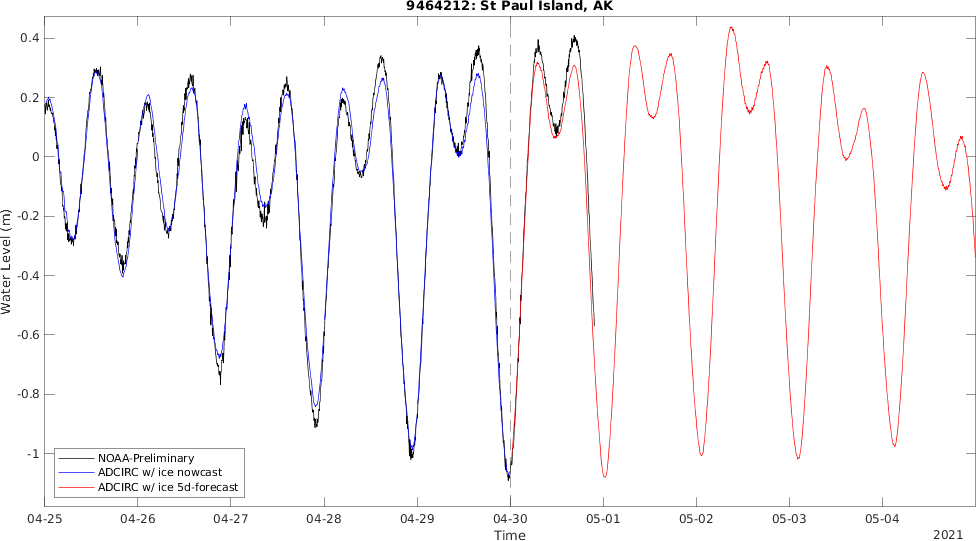 9464212: St Paul Island, AK
Water Level (m)
0.4
0.2
0
-0.2
-0.4
-0.6
-0.8
-1
NOAA-Preliminary
ADCIRC w/ ice nowcast
ADCIRC w/ ice 5d-forecast
04-25 04-26 04-27 04-28 04-29 04-30 05-01 05-02 05-03 05-04
Time
2021